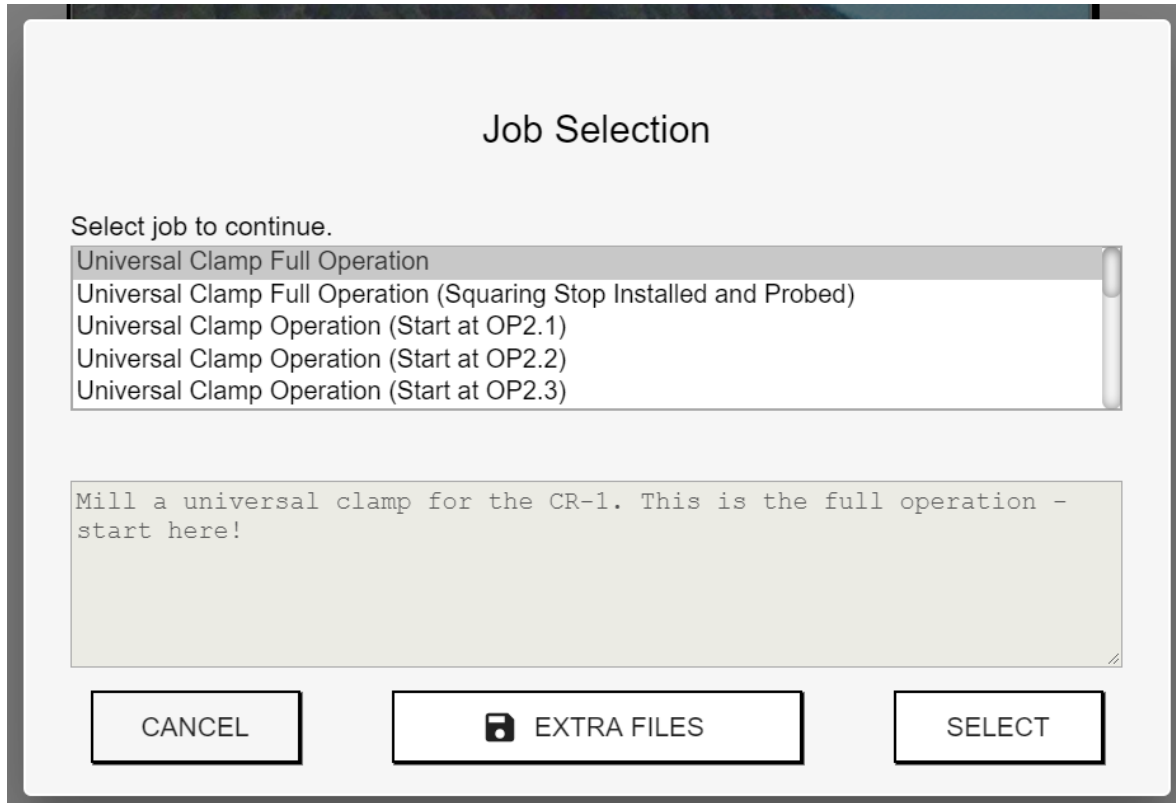 Job Selection
Select job to continue.
Universal Clamp Full Operation
Universal Clamp Full Operation (Squaring Stop Installed and Probed)
Universal Clamp Operation (Start at OP2.1)
Universal Clamp Operation (Start at OP2.2)
Universal Clamp Operation (Start at OP2.3)
Mill a universal clamp for the CR-1. This is the full operation -
start here!
CANCEL
EXTRA FILES
SELECT